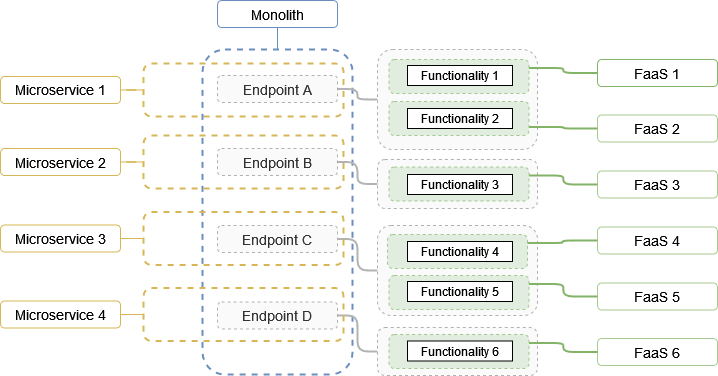 Monolith
Microservice 1
Endpoint A
Functionality 1
FaaS 1
Functionality 2
FaaS 2
Microservice 2
Endpoint B
Functionality 3
FaaS 3
Microservice 3
Endpoint C
Functionality 4
FaaS 4
Functionality 5
FaaS 5
Microservice 4
Endpoint D
Functionality 6
FaaS 6